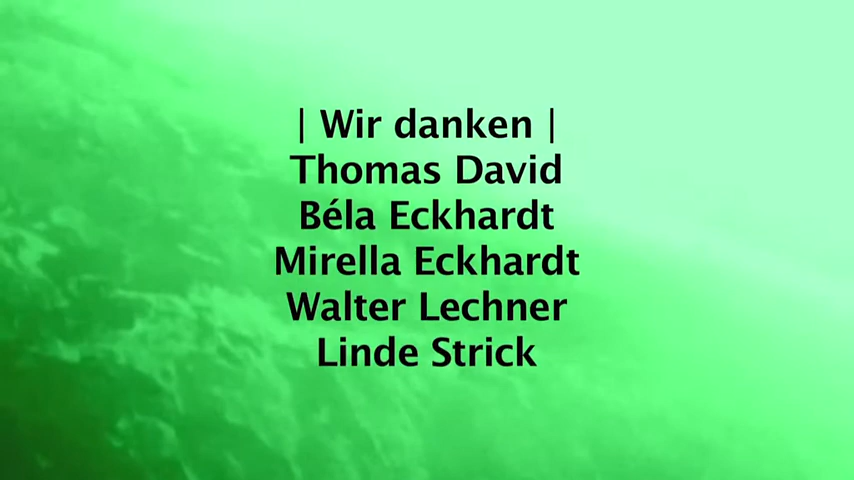 | Wir danken |
Thomas David
Béla Eckhardt
Mirella Eckhardt
Walter Lechner
Linde Strick